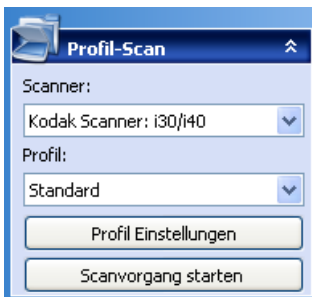 Profil-Scan
Scanner:
Kodak Scanner: i30/i40
Profil:
Standard
Profil Einstellungen
Scanvorgang starten